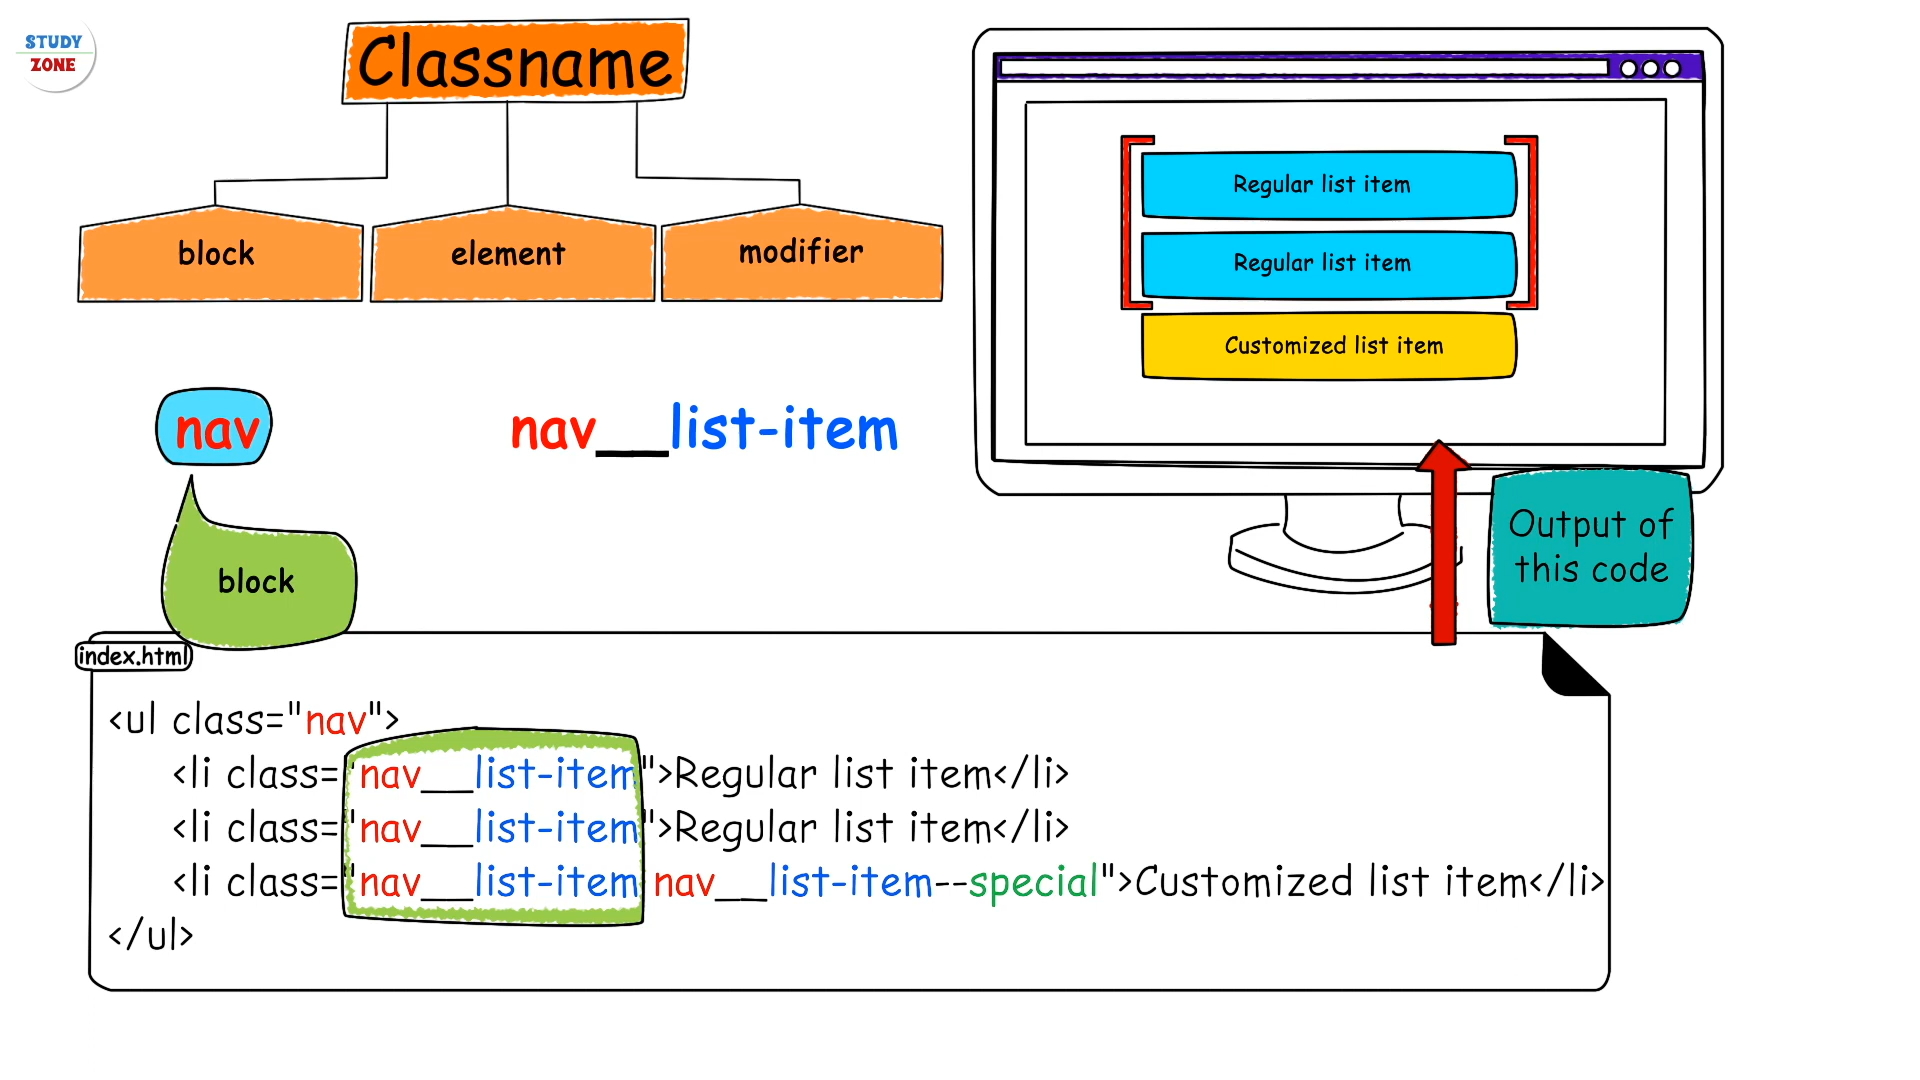 STUDY
ZONE
Classname
block
element
modifier
Regular list item
Regular list item
Customized list item
nav
nav__list-item
block
Output of
this code
index.html
<ul class="nav">
<li class="nav__list-item">Regular list item</li>
<li class="nav__list-item">Regular list item</li>
<li class="nav__list-item nav__list-item--special">Customized list item</li>
</ul>